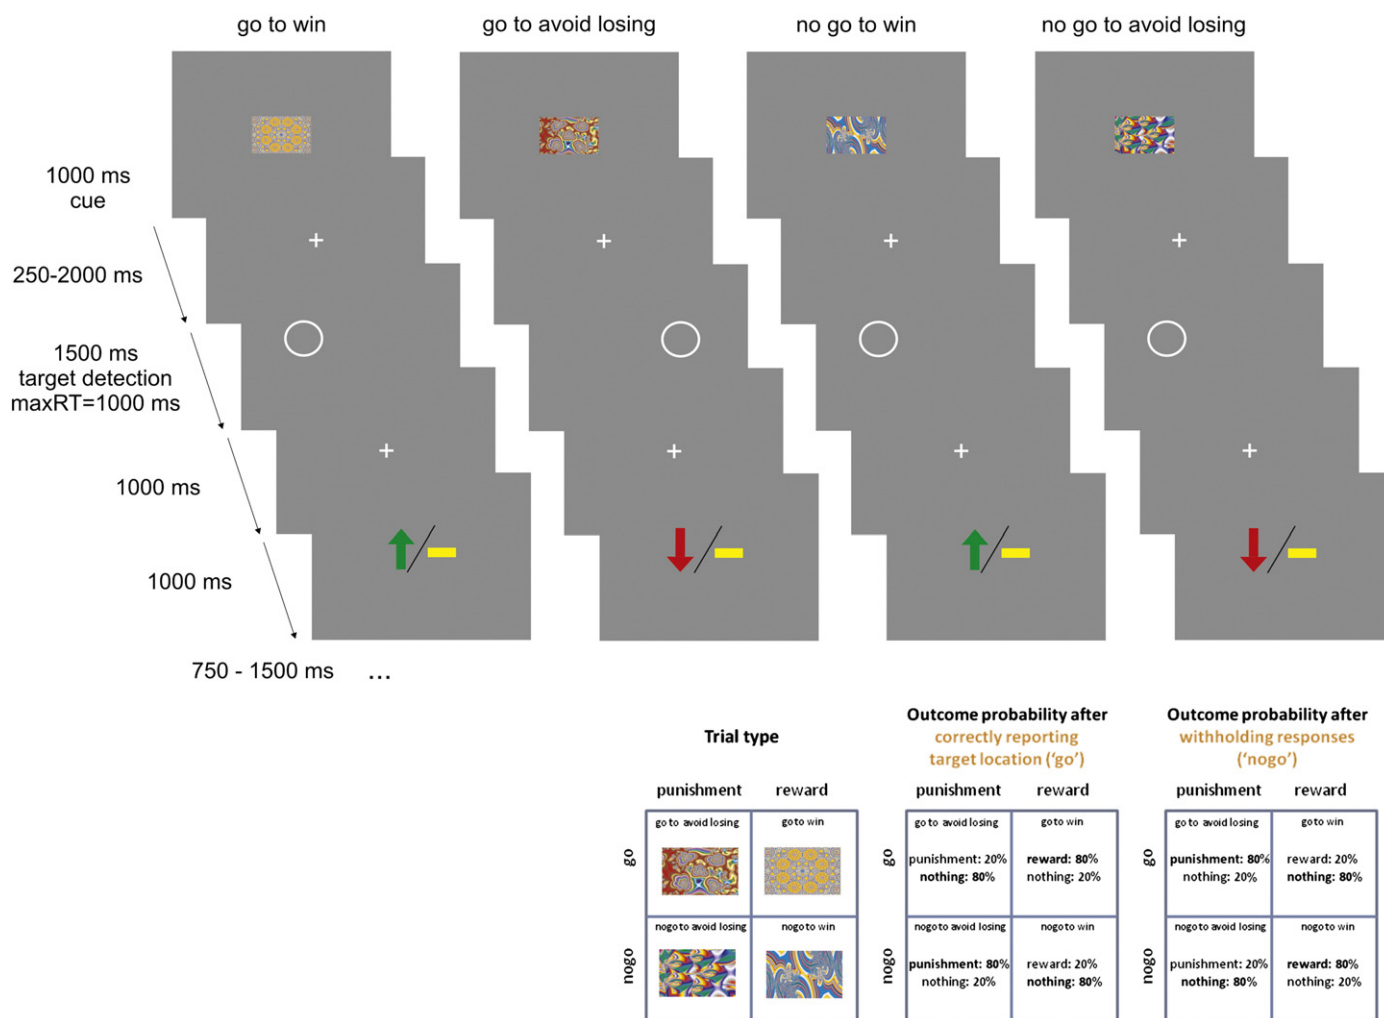 go to win
go to avoid losing
no go to win
no go to avoid losing
1000 ms
cue
250-2000 ms
1500 ms
target detection
maxRT=1000 ms
1000 ms
1000 ms
750 - 1500 ms ...
Trial type
punishment reward
go
go to avoid losing
go to win
nogo
nogo to avoid losing
nogo to win
Outcome probability after
correctly reporting
target location (‘go’)
punishment reward
go
go to avoid losing
punishment: 20%
nothing: 80%
go to win
reward: 80%
nothing: 20%
nogo
nogo to avoid losing
punishment: 80%
nothing: 20%
nogo to win
reward: 20%
nothing: 80%
Outcome probability after
withholding responses
(‘nogo’)
punishment reward
go
go to avoid losing
punishment: 80%
nothing: 20%
go to win
reward: 20%
nothing: 80%
nogo
nogo to avoid losing
punishment: 20%
nothing: 80%
nogo to win
reward: 80%
nothing: 20%